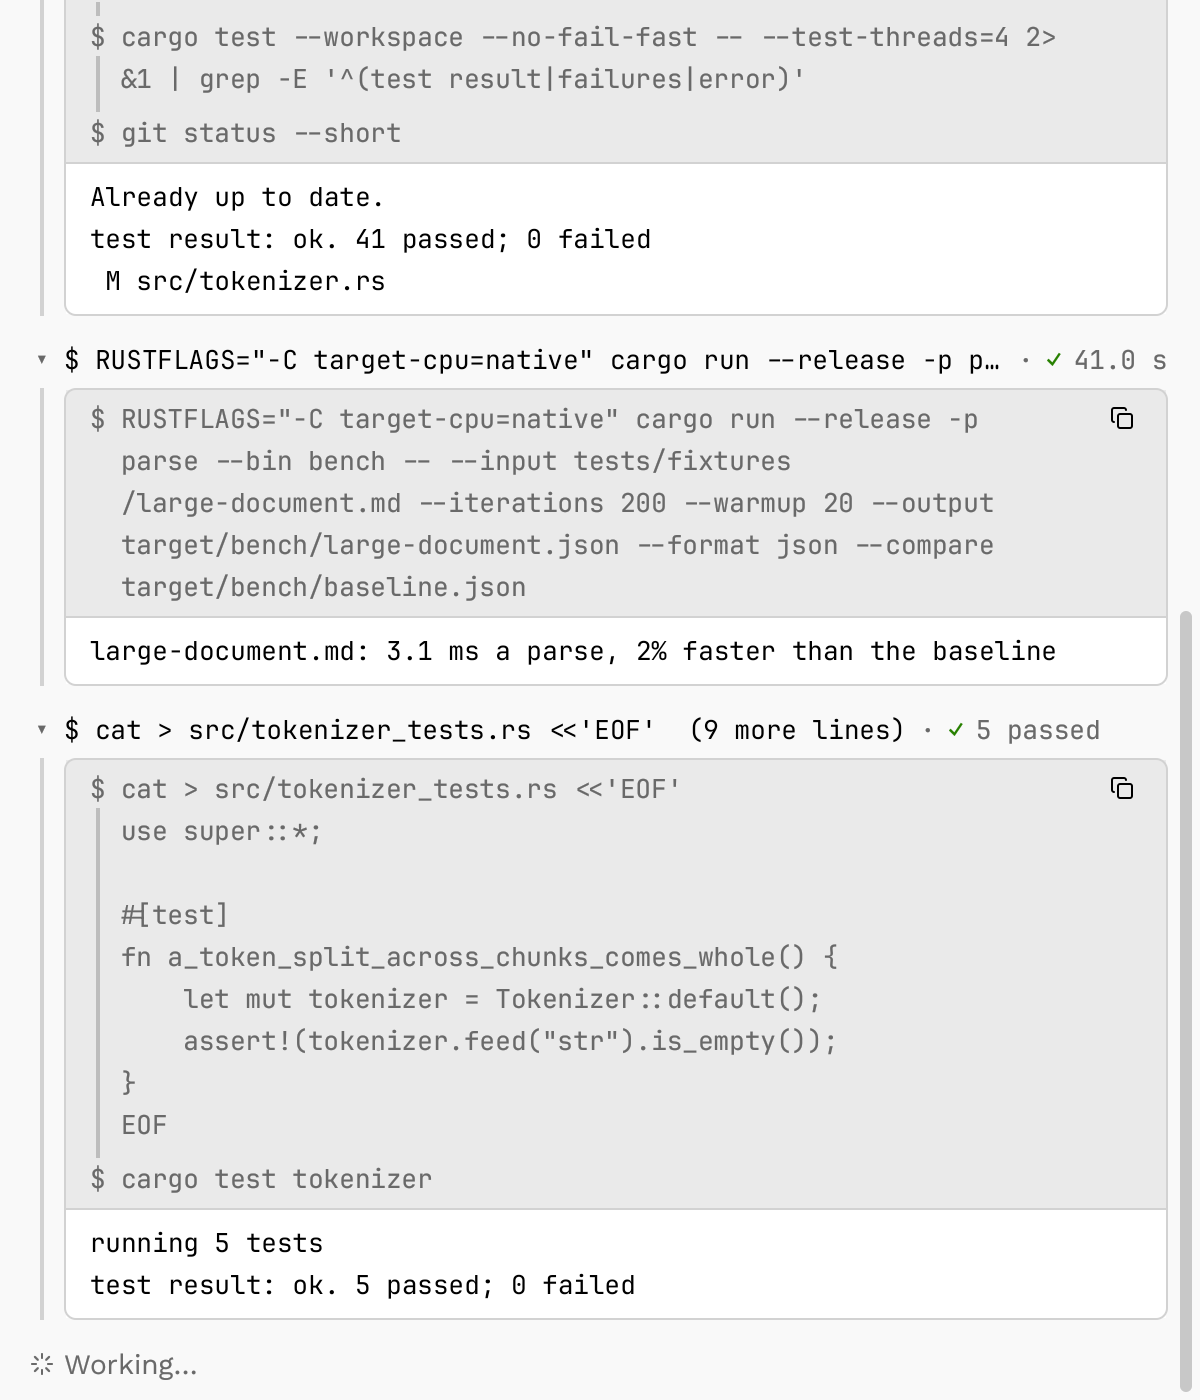 $ cargo test --workspace --no-fail-fast -- --test-threads=4 2>
&1 | grep -E '^(test result|failures|error)'
$ git status --short
Already up to date.
test result: ok. 41 passed; 0 failed
 M src/tokenizer.rs
$ RUSTFLAGS="-C target-cpu=native" cargo run --release -p p… · ✓ 41.0 s
$ RUSTFLAGS="-C target-cpu=native" cargo run --release -p
parse --bin bench -- --input tests/fixtures
/large-document.md --iterations 200 --warmup 20 --output
target/bench/large-document.json --format json --compare
target/bench/baseline.json
large-document.md: 3.1 ms a parse, 2% faster than the baseline
$ cat > src/tokenizer_tests.rs <<'EOF'  (9 more lines) · ✓ 5 passed
$ cat > src/tokenizer_tests.rs <<'EOF'
use super::*;

#[test]
fn a_token_split_across_chunks_comes_whole() {
    let mut tokenizer = Tokenizer::default();
    assert!(tokenizer.feed("str").is_empty());
}
EOF
$ cargo test tokenizer
running 5 tests
test result: ok. 5 passed; 0 failed
Working…